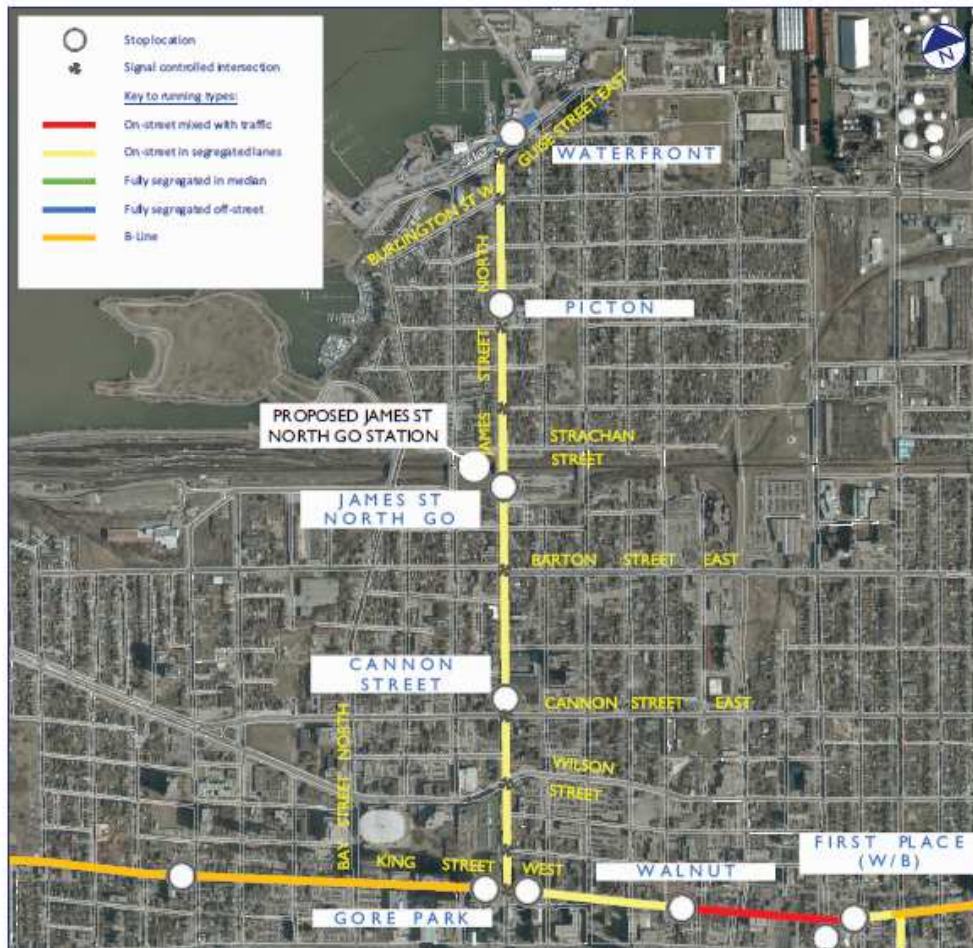 Stop location
Signal controlled intersection
Key to running types:
On-street mixed with traffic
On-street in segregated lanes
Fully segregated in median
Fully segregated off-street
B-Line
N
GUISE STREET EAST
WATERFRONT
BURLINGTON ST W
JAMES STREET NORTH
PICTON
PROPOSED JAMES ST
NORTH GO STATION
STRACHAN
STREET
JAMES ST
NORTH GO
BARTON STREET EAST
CANNON
STREET
CANNON STREET EAST
BAY STREET NORTH
WILSON
STREET
KING STREET WEST
GORE PARK
WALNUT
FIRST PLACE
(W/B)